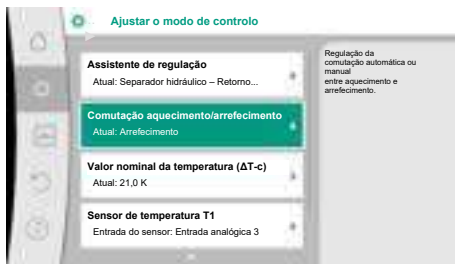 Ajustar o modo de controlo
Assistente de regulação
Atual: Separador hidráulico – Retorno...
Comutação aquecimento/arrefecimento
Atual: Arrefecimento
Valor nominal da temperatura (ΔT-c)
Atual: 21,0 K
Sensor de temperatura T1
Entrada do sensor: Entrada analógica 3
Regulação da
comutação automática ou
manual
entre aquecimento e
arrefecimento.